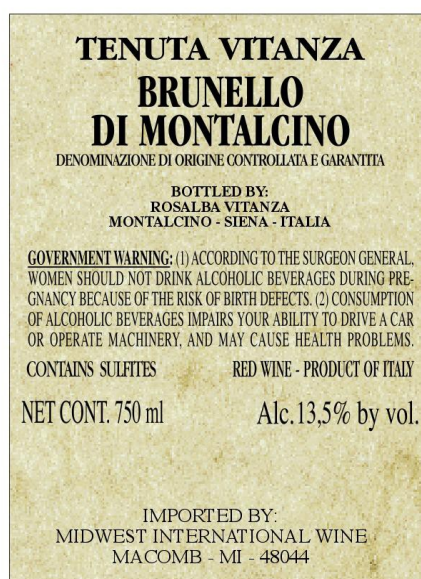 TENUTA VITANZA
BRUNELLO
DI MONTALCINO
DENOMINAZIONE DI ORIGINE CONTROLLATA E GARANTITA
BOTTLED BY:
ROSALBA VITANZA
MONTALCINO - SIENA - ITALIA
GOVERNMENT WARNING: (1) ACCORDING TO THE SURGEON GENERAL,
WOMEN SHOULD NOT DRINK ALCOHOLIC BEVERAGES DURING PRE-
GNANCY BECAUSE OF THE RISK OF BIRTH DEFECTS. (2) CONSUMPTION
OF ALCOHOLIC BEVERAGES IMPAIRS YOUR ABILITY TO DRIVE A CAR
OR OPERATE MACHINERY, AND MAY CAUSE HEALTH PROBLEMS.
CONTAINS SULFITES RED WINE - PRODUCT OF ITALY
NET CONT. 750 ml Alc.13,5% by vol.
IMPORTED BY:
MIDWEST INTERNATIONAL WINE
MACOMB - MI - 48044